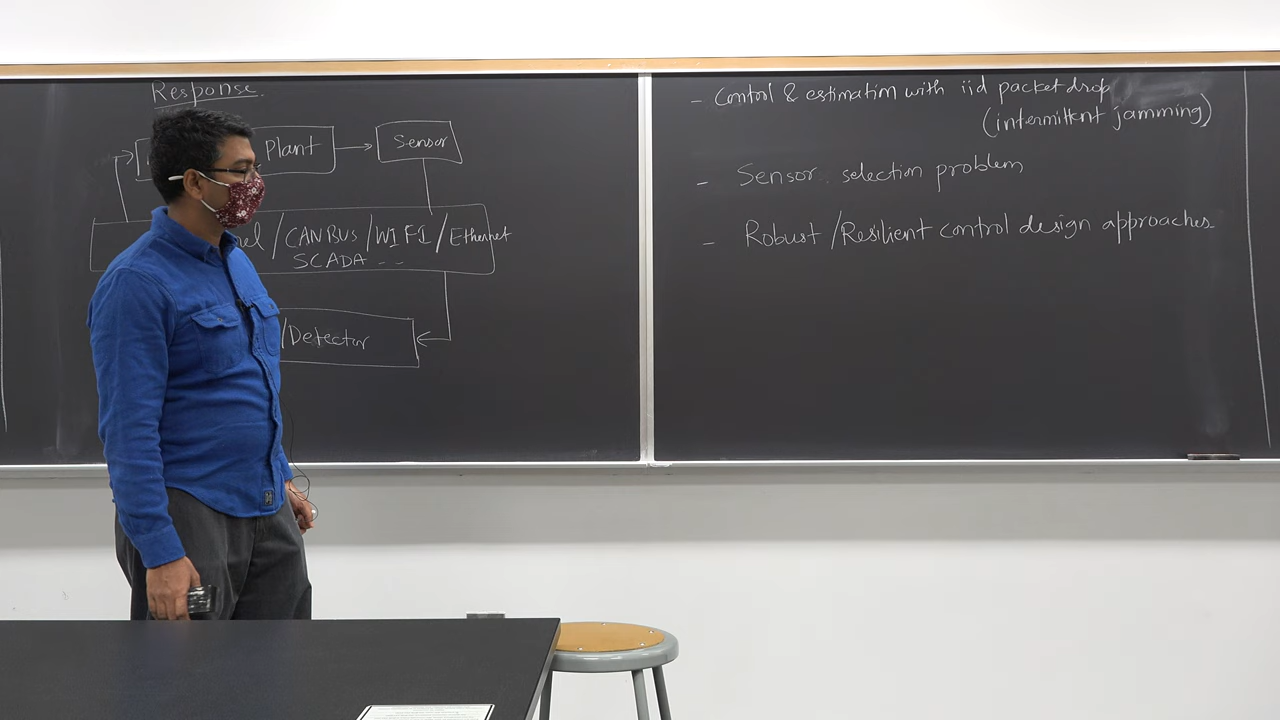 Response.
Plant
Sensor
/CANBUS/WIFI/Ethernet
SCADA --
/Detector
- Control & estimation with iid packet drop
(intermittent jamming)
- Sensor selection problem
- Robust/Resilient control design approaches.